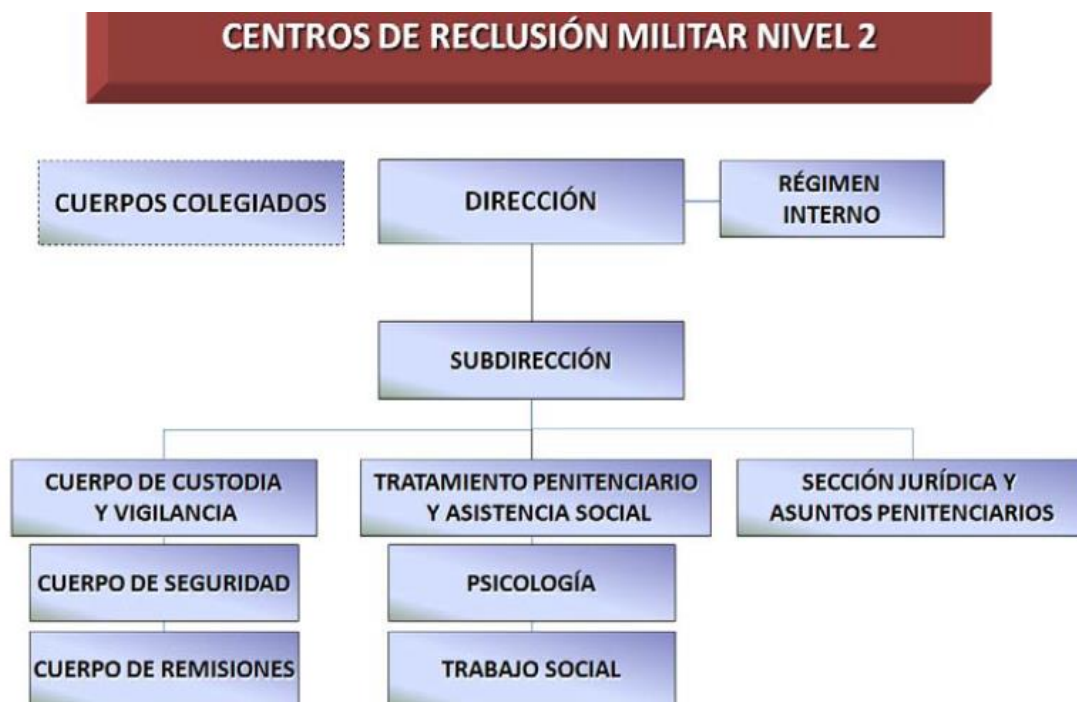 CENTROS DE RECLUSIÓN MILITAR NIVEL 2
CUERPOS COLEGIADOS
DIRECCIÓN
RÉGIMEN
INTERNO
SUBDIRECCIÓN
CUERPO DE CUSTODIA
Y VIGILANCIA
TRATAMIENTO PENITENCIARIO
Y ASISTENCIA SOCIAL
SECCIÓN JURÍDICA Y
ASUNTOS PENITENCIARIOS
CUERPO DE SEGURIDAD
PSICOLOGÍA
CUERPO DE REMISIONES
TRABAJO SOCIAL